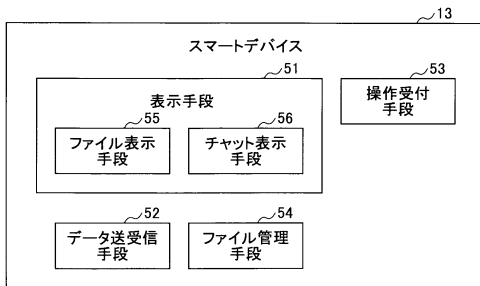 13
スマートデバイス
51
表示手段
53
操作受付
手段
55
ファイル表示
手段
56
チャット表示
手段
52
データ送受信
手段
54
ファイル管理
手段